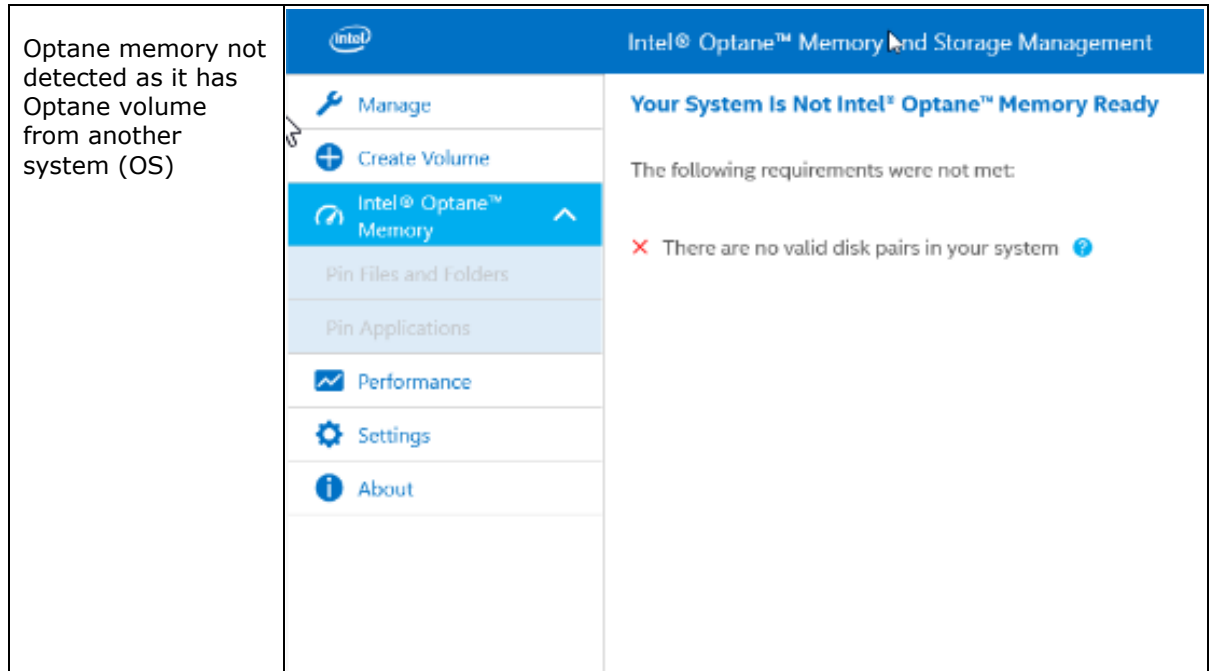 Optane memory not
detected as it has
Optane volume
from another
system (OS)
intel
Intel® Optane™ Memory and Storage Management
Manage
Create Volume
Intel® Optane™
Memory
Pin Files and Folders
Pin Applications
Performance
Settings
About
Your System Is Not Intel® Optane™ Memory Ready
The following requirements were not met:
There are no valid disk pairs in your system